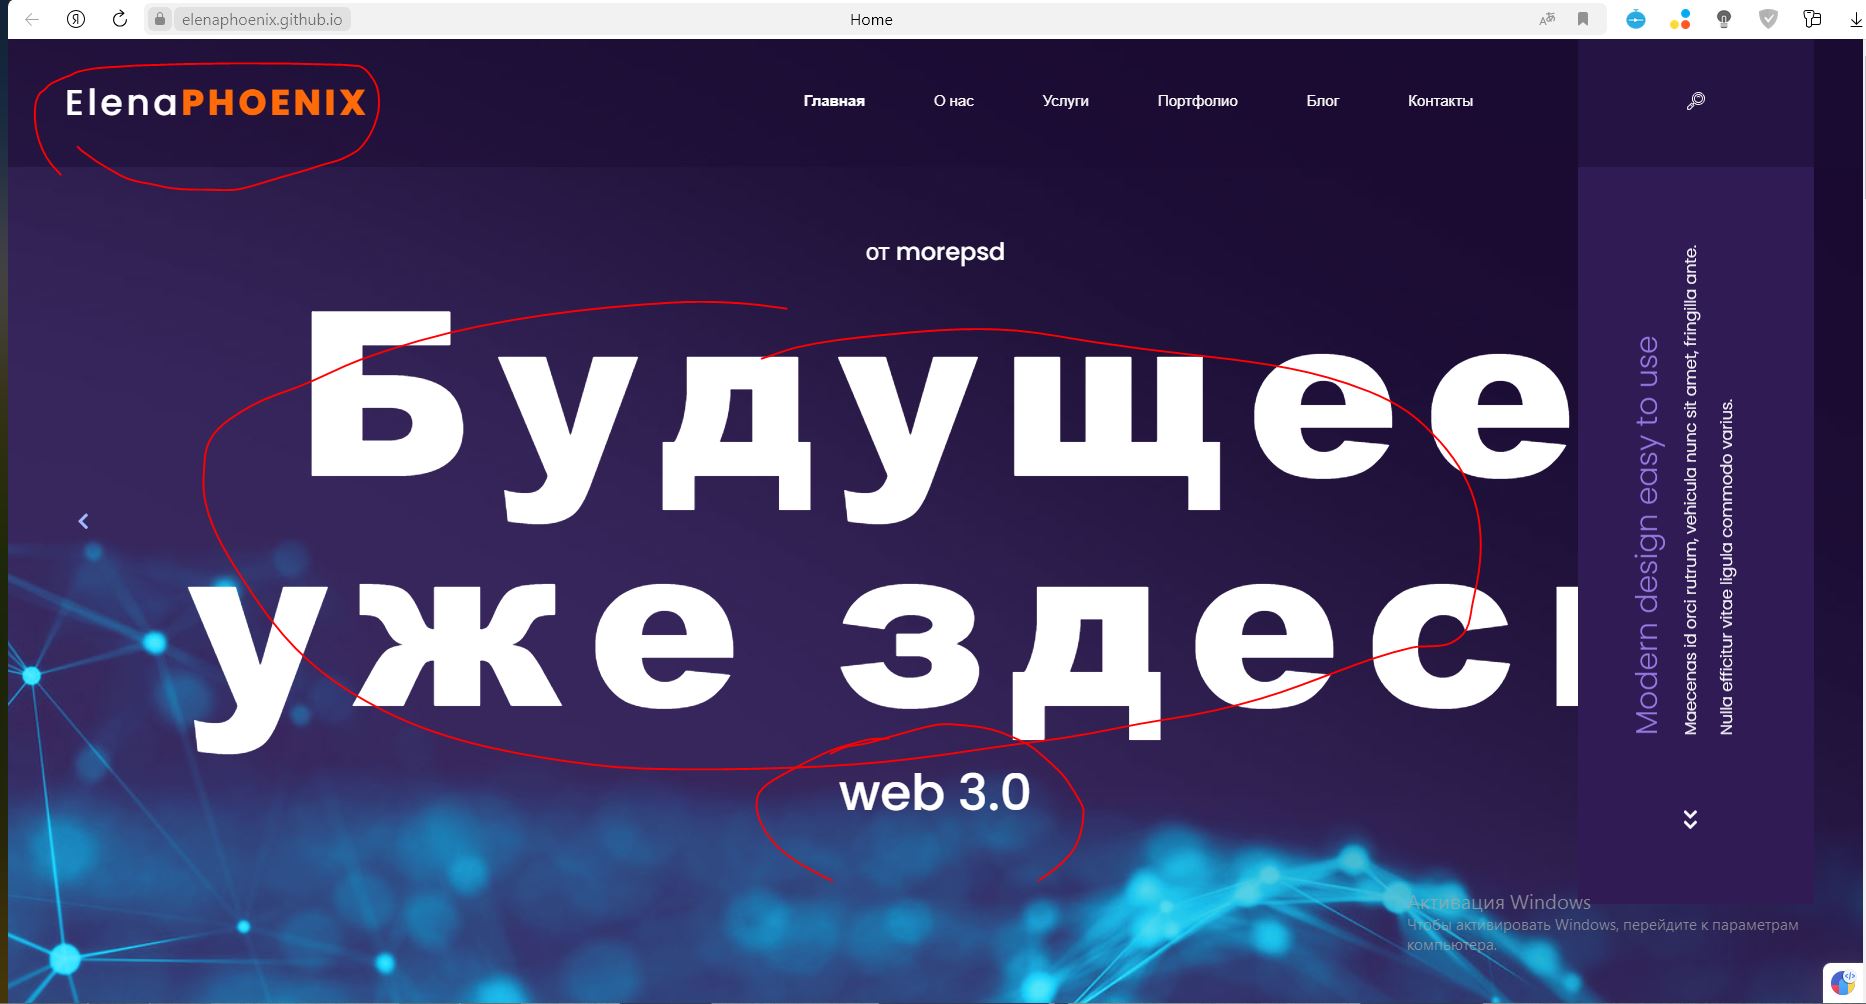 elenaphoenix.github.io
Home
ElenaPHOENIX
Главная О нас Услуги Портфолио Блог Контакты
от morepsd
Будущее
уже здесь
web 3.0
Modern design easy to use
Maecenas id orci rutrum, vehicula nunc sit amet, fringilla ante.
Nulla efficitur vitae ligula commodo varius.
Активация Windows
Чтобы активировать Windows, перейдите к параметрам
компьютера.